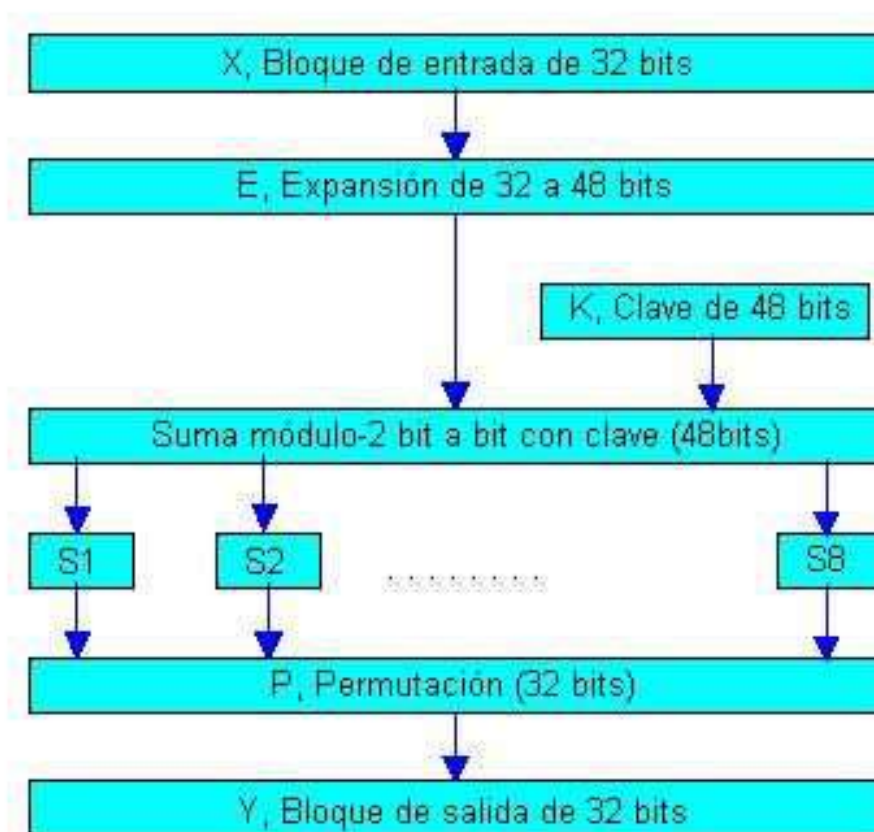 X, Bloque de entrada de 32 bits
E, Expansión de 32 a 48 bits
K, Clave de 48 bits
Suma módulo-2 bit a bit con clave (48bits)
S1 S2 ........ S8
P, Permutación (32 bits)
Y, Bloque de salida de 32 bits